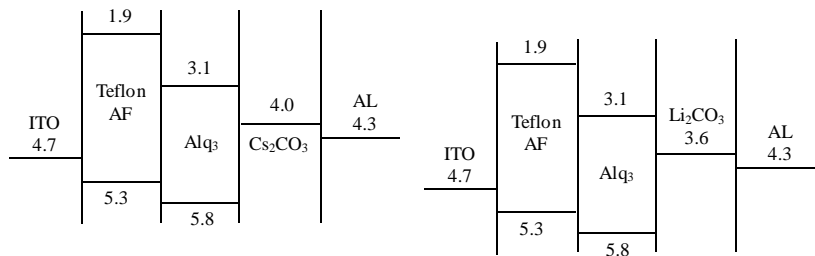 1.9
3.1
Teflon
AF
ITO
4.7
4.0
AL
4.3
Alq₃
Cs₂CO₃
5.3
5.8
1.9
3.1
Li₂CO₃
3.6
Teflon
AF
ITO
4.7
AL
4.3
Alq₃
5.3
5.8